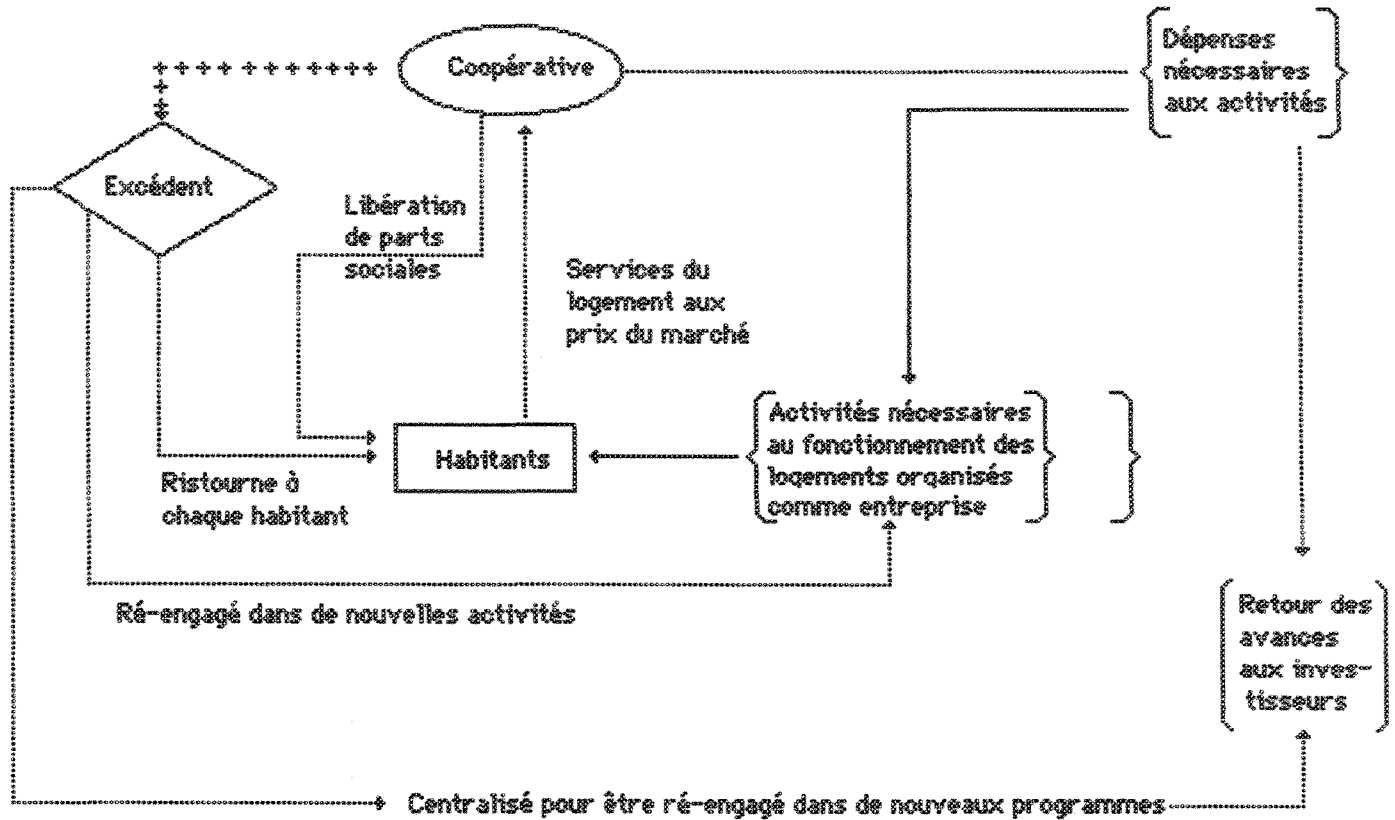 Coopérative
Dépenses
nécessaires
aux activités
Excédent
Libération
de parts
sociales
Services du
logement aux
prix du marché
Habitants
Activités nécessaires
au fonctionnement des
logements organisés
comme entreprise
Ristourne à
chaque habitant
Ré-engagé dans de nouvelles activités
Retour des
avances
aux inves-
tisseurs
Centralisé pour être ré-engagé dans de nouveaux programmes